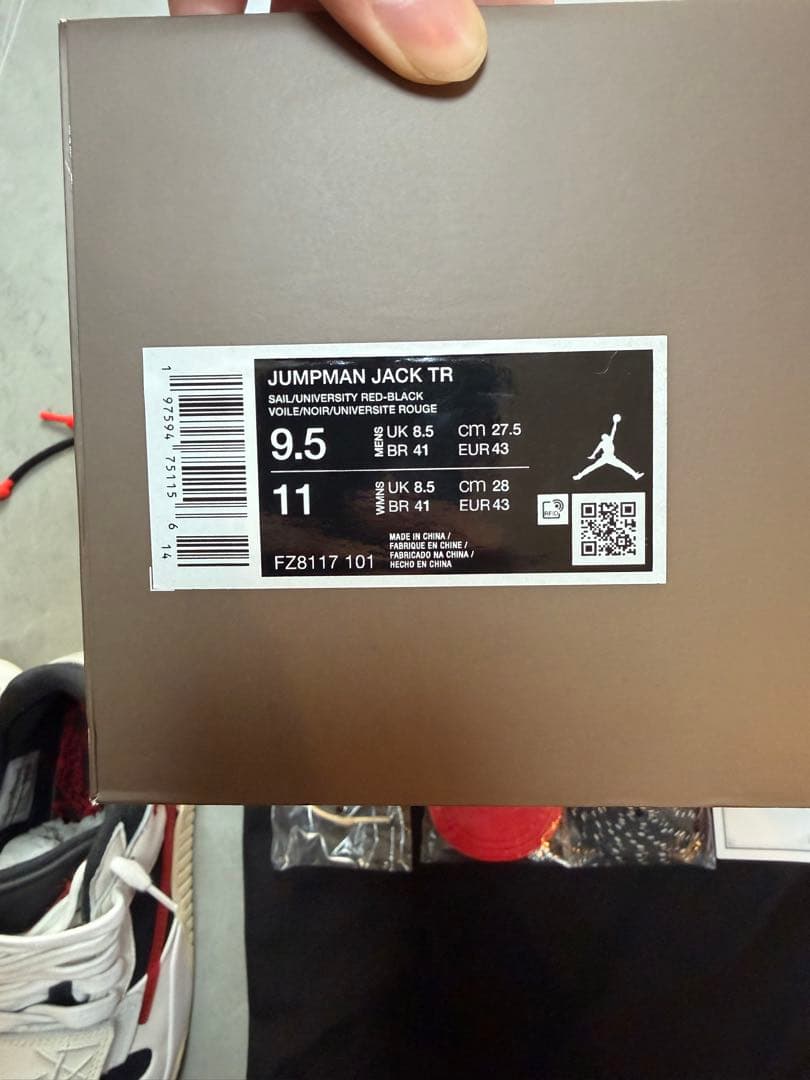 JUMPMAN JACK TR
SAIL/UNIVERSITY RED-BLACK
VOILE/NOIR/UNIVERSITE ROUGE
9.5 MENS UK 8.5 cm 27.5
BR 41 EUR 43
11 WMNS UK 8.5 cm 28
BR 41 EUR 43
FZ8117 101
MADE IN CHINA /
FABRIQUE EN CHINE /
FABRICADO NA CHINA /
HECHO EN CHINA
RFID
1 97594 75115 6 14